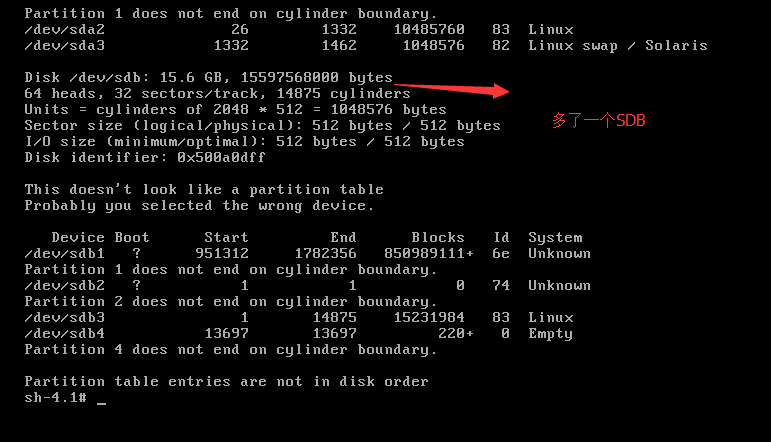 Partition 1 does not end on cylinder boundary.
/dev/sda2 26 1332 10485760 83 Linux
/dev/sda3 1332 1462 1048576 82 Linux swap / Solaris
Disk /dev/sdb: 15.6 GB, 15597568000 bytes
64 heads, 32 sectors/track, 14875 cylinders
Units = cylinders of 2048 * 512 = 1048576 bytes
多了一个SDB
Sector size (logical/physical): 512 bytes / 512 bytes
I/O size (minimum/optimal): 512 bytes / 512 bytes
Disk identifier: 0x500a0dff
This doesn't look like a partition table
Probably you selected the wrong device.
Device Boot Start End Blocks Id System
/dev/sdb1 ? 951312 1782356 850989111+ 6e Unknown
Partition 1 does not end on cylinder boundary.
/dev/sdb2 ? 1 1 0 74 Unknown
Partition 2 does not end on cylinder boundary.
/dev/sdb3 1 14875 15231984 83 Linux
/dev/sdb4 13697 13697 220+ 0 Empty
Partition 4 does not end on cylinder boundary.
Partition table entries are not in disk order
sh-4.1# _